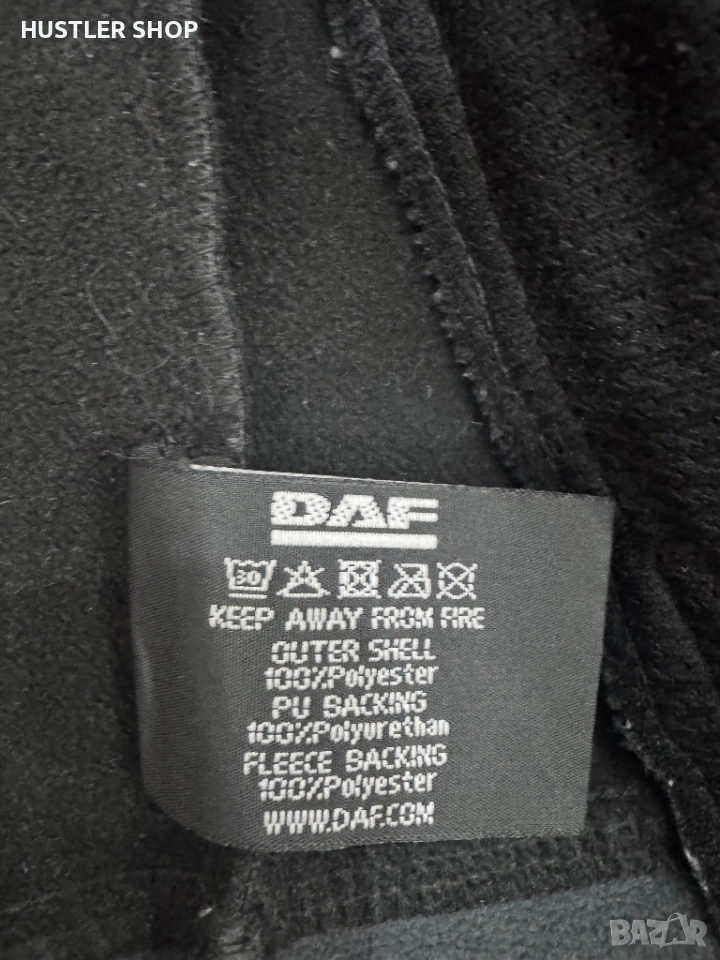 HUSTLER SHOP
DAF
30
KEEP AWAY FROM FIRE
OUTER SHELL
100%Polyester
PU BACKING
100%Polyurethan
FLEECE BACKING
100%Polyester
WWW.DAF.COM
BAZAR